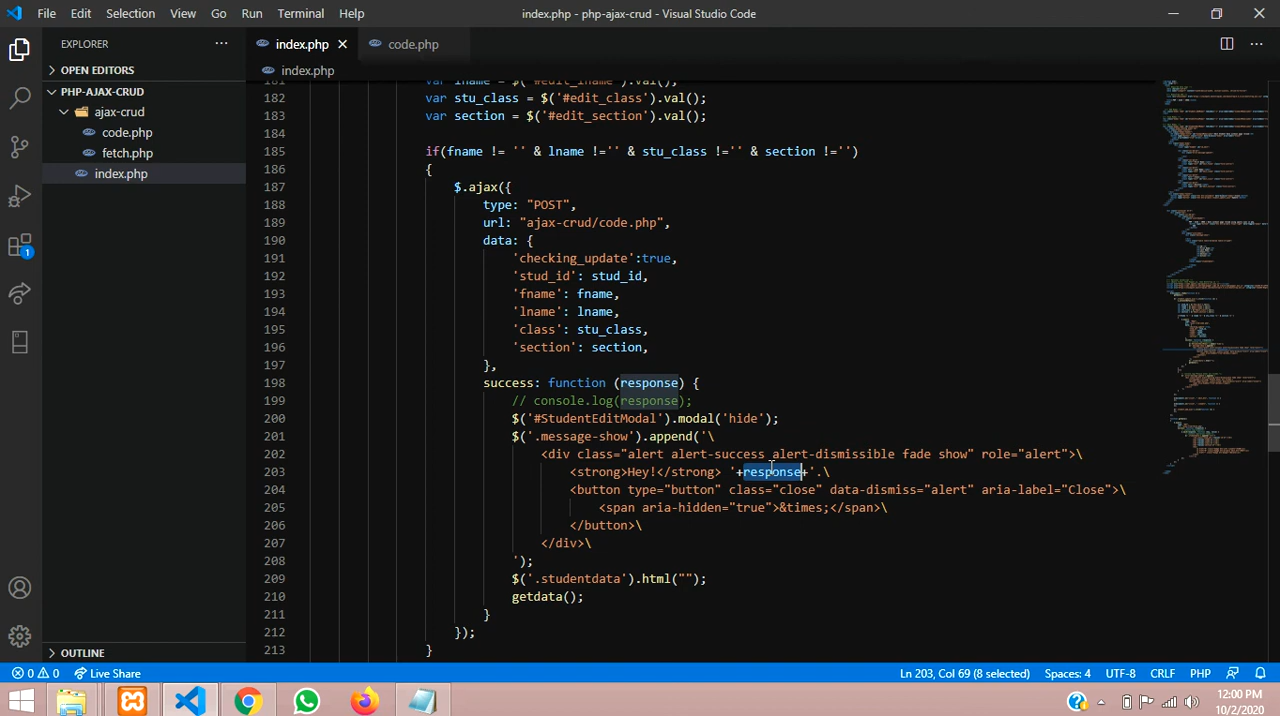 File Edit Selection View Go Run Terminal Help
index.php - php-ajax-crud - Visual Studio Code
EXPLORER
index.php
code.php
OPEN EDITORS
index.php
PHP-AJAX-CRUD
ajax-crud
code.php
fetch.php
index.php
OUTLINE
182 var stu_class = $('#edit_class').val();
183 var section = $('#edit_section').val();
184
185 if(fname !='' & lname !='' & stu_class !='' & section !='')
186 {
187 $.ajax({
188 type: "POST",
189 url: "ajax-crud/code.php",
190 data: {
191 'checking_update':true,
192 'stud_id': stud_id,
193 'fname': fname,
194 'lname': lname,
195 'class': stu_class,
196 'section': section,
197 },
198 success: function (response) {
199 // console.log(response);
200 $('#StudentEditModal').modal('hide');
201 $('.message-show').append('\
202 <div class="alert alert-success alert-dismissible fade show" role="alert">\
203 <strong>Hey!</strong> '+response+'.\
204 <button type="button" class="close" data-dismiss="alert" aria-label="Close">\
205 <span aria-hidden="true">&times;</span>\
206 </button>\
207 </div>\
208 ');
209 $('.studentdata').html("");
210 getdata();
211 }
212 });
213 }
1
0 0 Live Share
Ln 203, Col 69 (8 selected) Spaces: 4 UTF-8 CRLF PHP
12:00 PM
10/2/2020